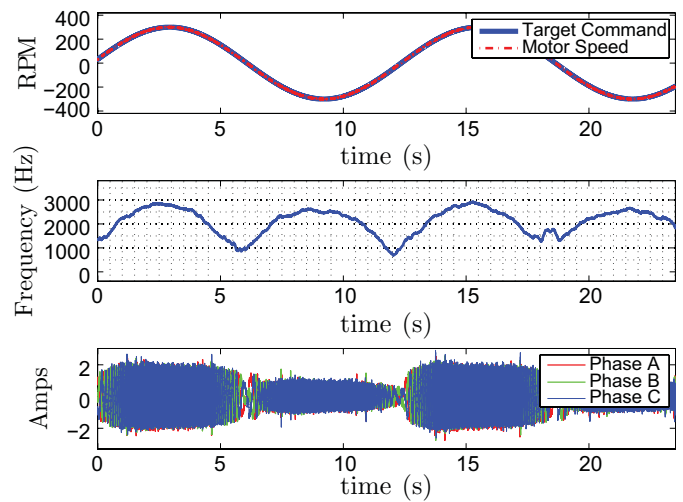 400
200
0
−200
−400
RPM
Target Command
Motor Speed
0 5 10 15 20
time (s)
3000
2000
1000
0
Frequency (Hz)
0 5 10 15 20
time (s)
2
0
−2
Amps
Phase A
Phase B
Phase C
0 5 10 15 20
time (s)